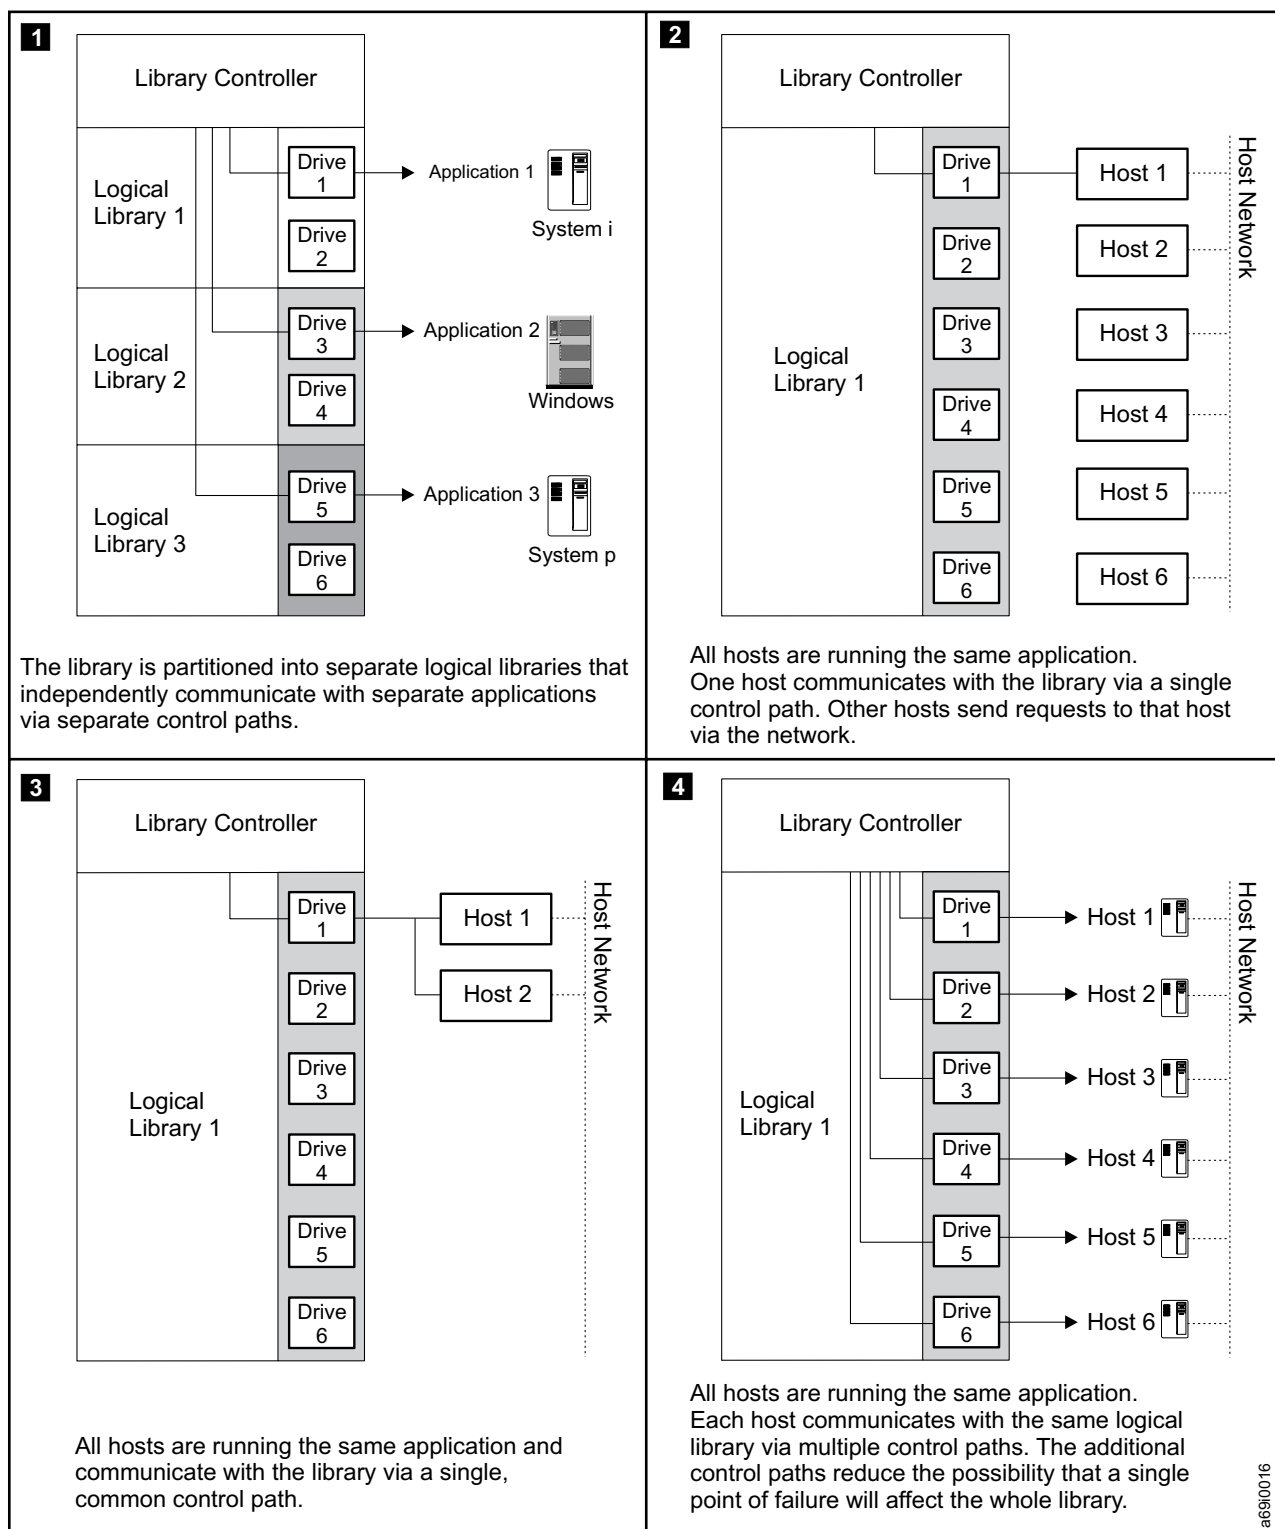 1
Library Controller
Logical
Library 1
Drive
1
Drive
2
Application 1
System i
Logical
Library 2
Drive
3
Drive
4
Application 2
Windows
Logical
Library 3
Drive
5
Drive
6
Application 3
System p
The library is partitioned into separate logical libraries that
independently communicate with separate applications
via separate control paths.
2
Library Controller
Logical
Library 1
Drive
1
Host 1
Drive
2
Host 2
Drive
3
Host 3
Drive
4
Host 4
Drive
5
Host 5
Drive
6
Host 6
Host Network
All hosts are running the same application.
One host communicates with the library via a single
control path. Other hosts send requests to that host
via the network.
3
Library Controller
Logical
Library 1
Drive
1
Host 1
Drive
2
Host 2
Drive
3
Drive
4
Drive
5
Drive
6
Host Network
All hosts are running the same application and
communicate with the library via a single,
common control path.
4
Library Controller
Logical
Library 1
Drive
1
Host 1
Drive
2
Host 2
Drive
3
Host 3
Drive
4
Host 4
Drive
5
Host 5
Drive
6
Host 6
Host Network
All hosts are running the same application.
Each host communicates with the same logical
library via multiple control paths. The additional
control paths reduce the possibility that a single
point of failure will affect the whole library.
a69i0016